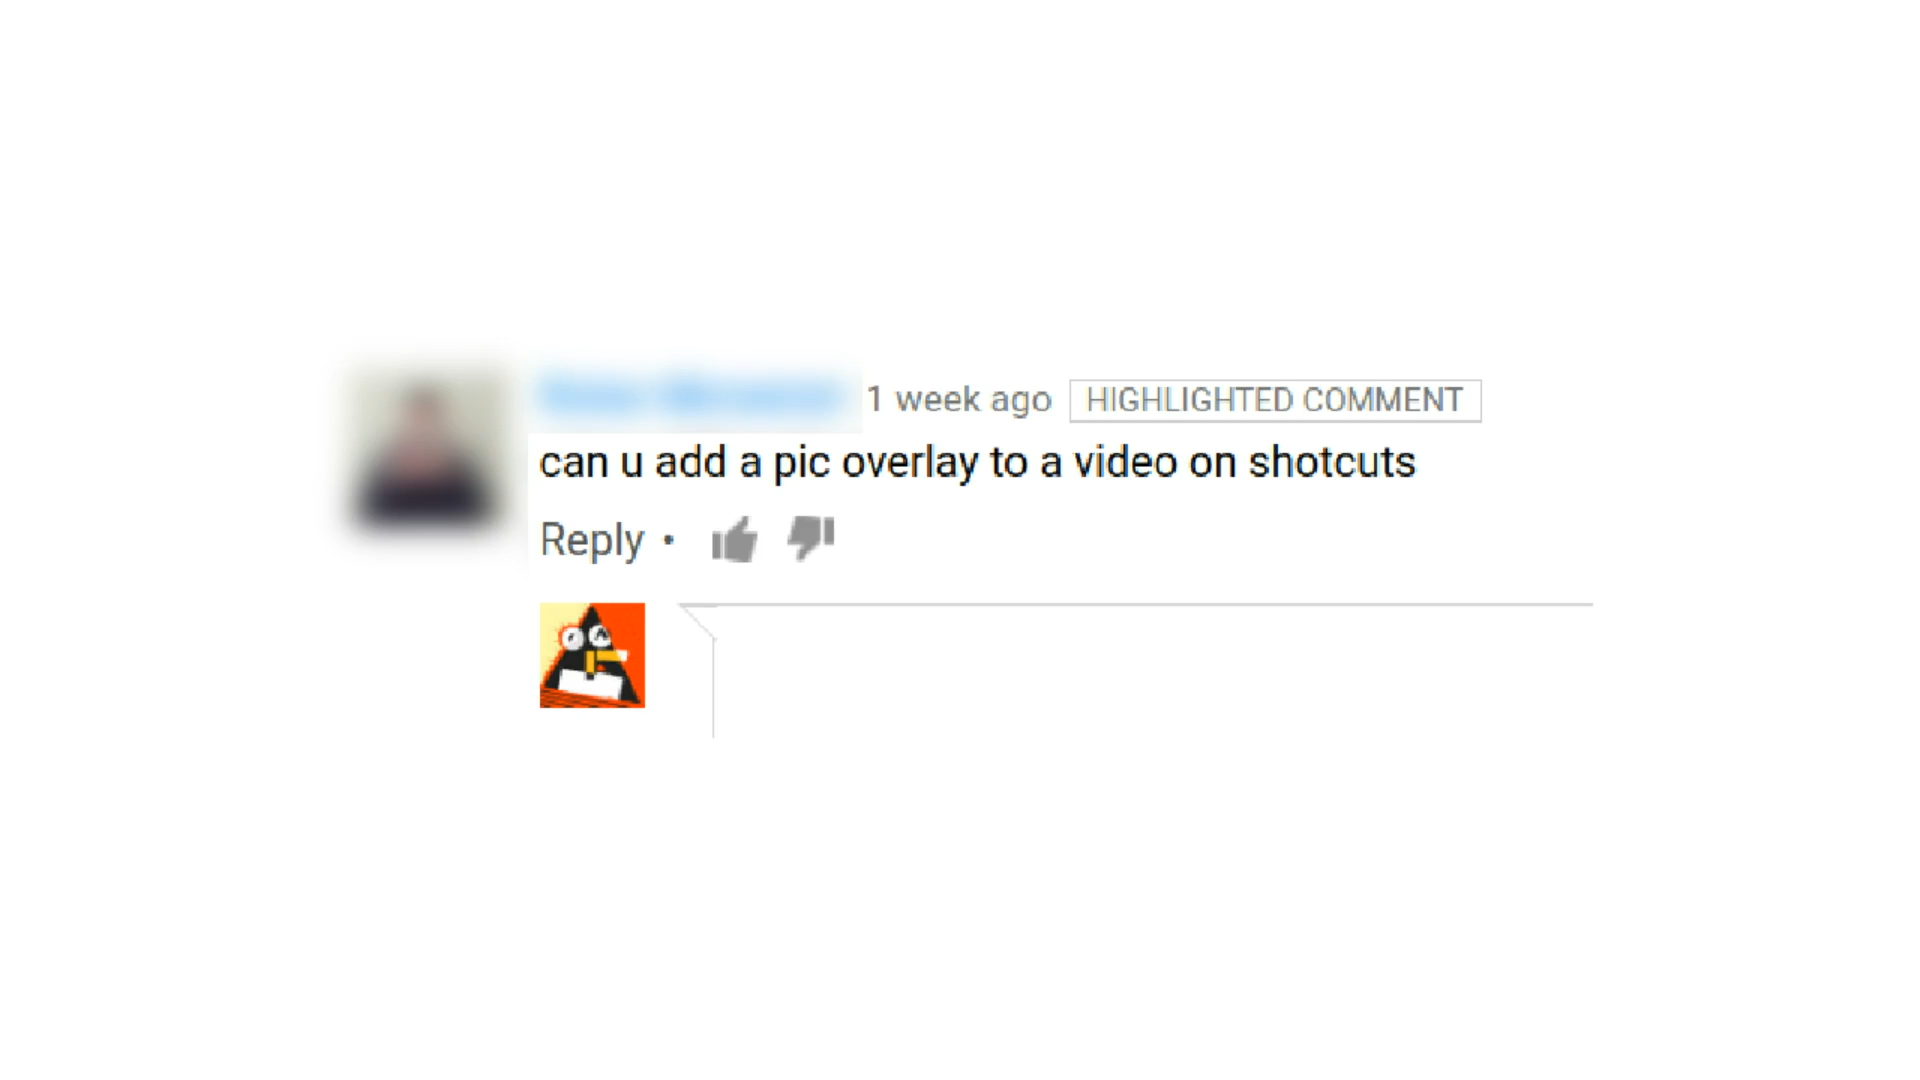 1 week ago HIGHLIGHTED COMMENT
can u add a pic overlay to a video on shotcuts
Reply •